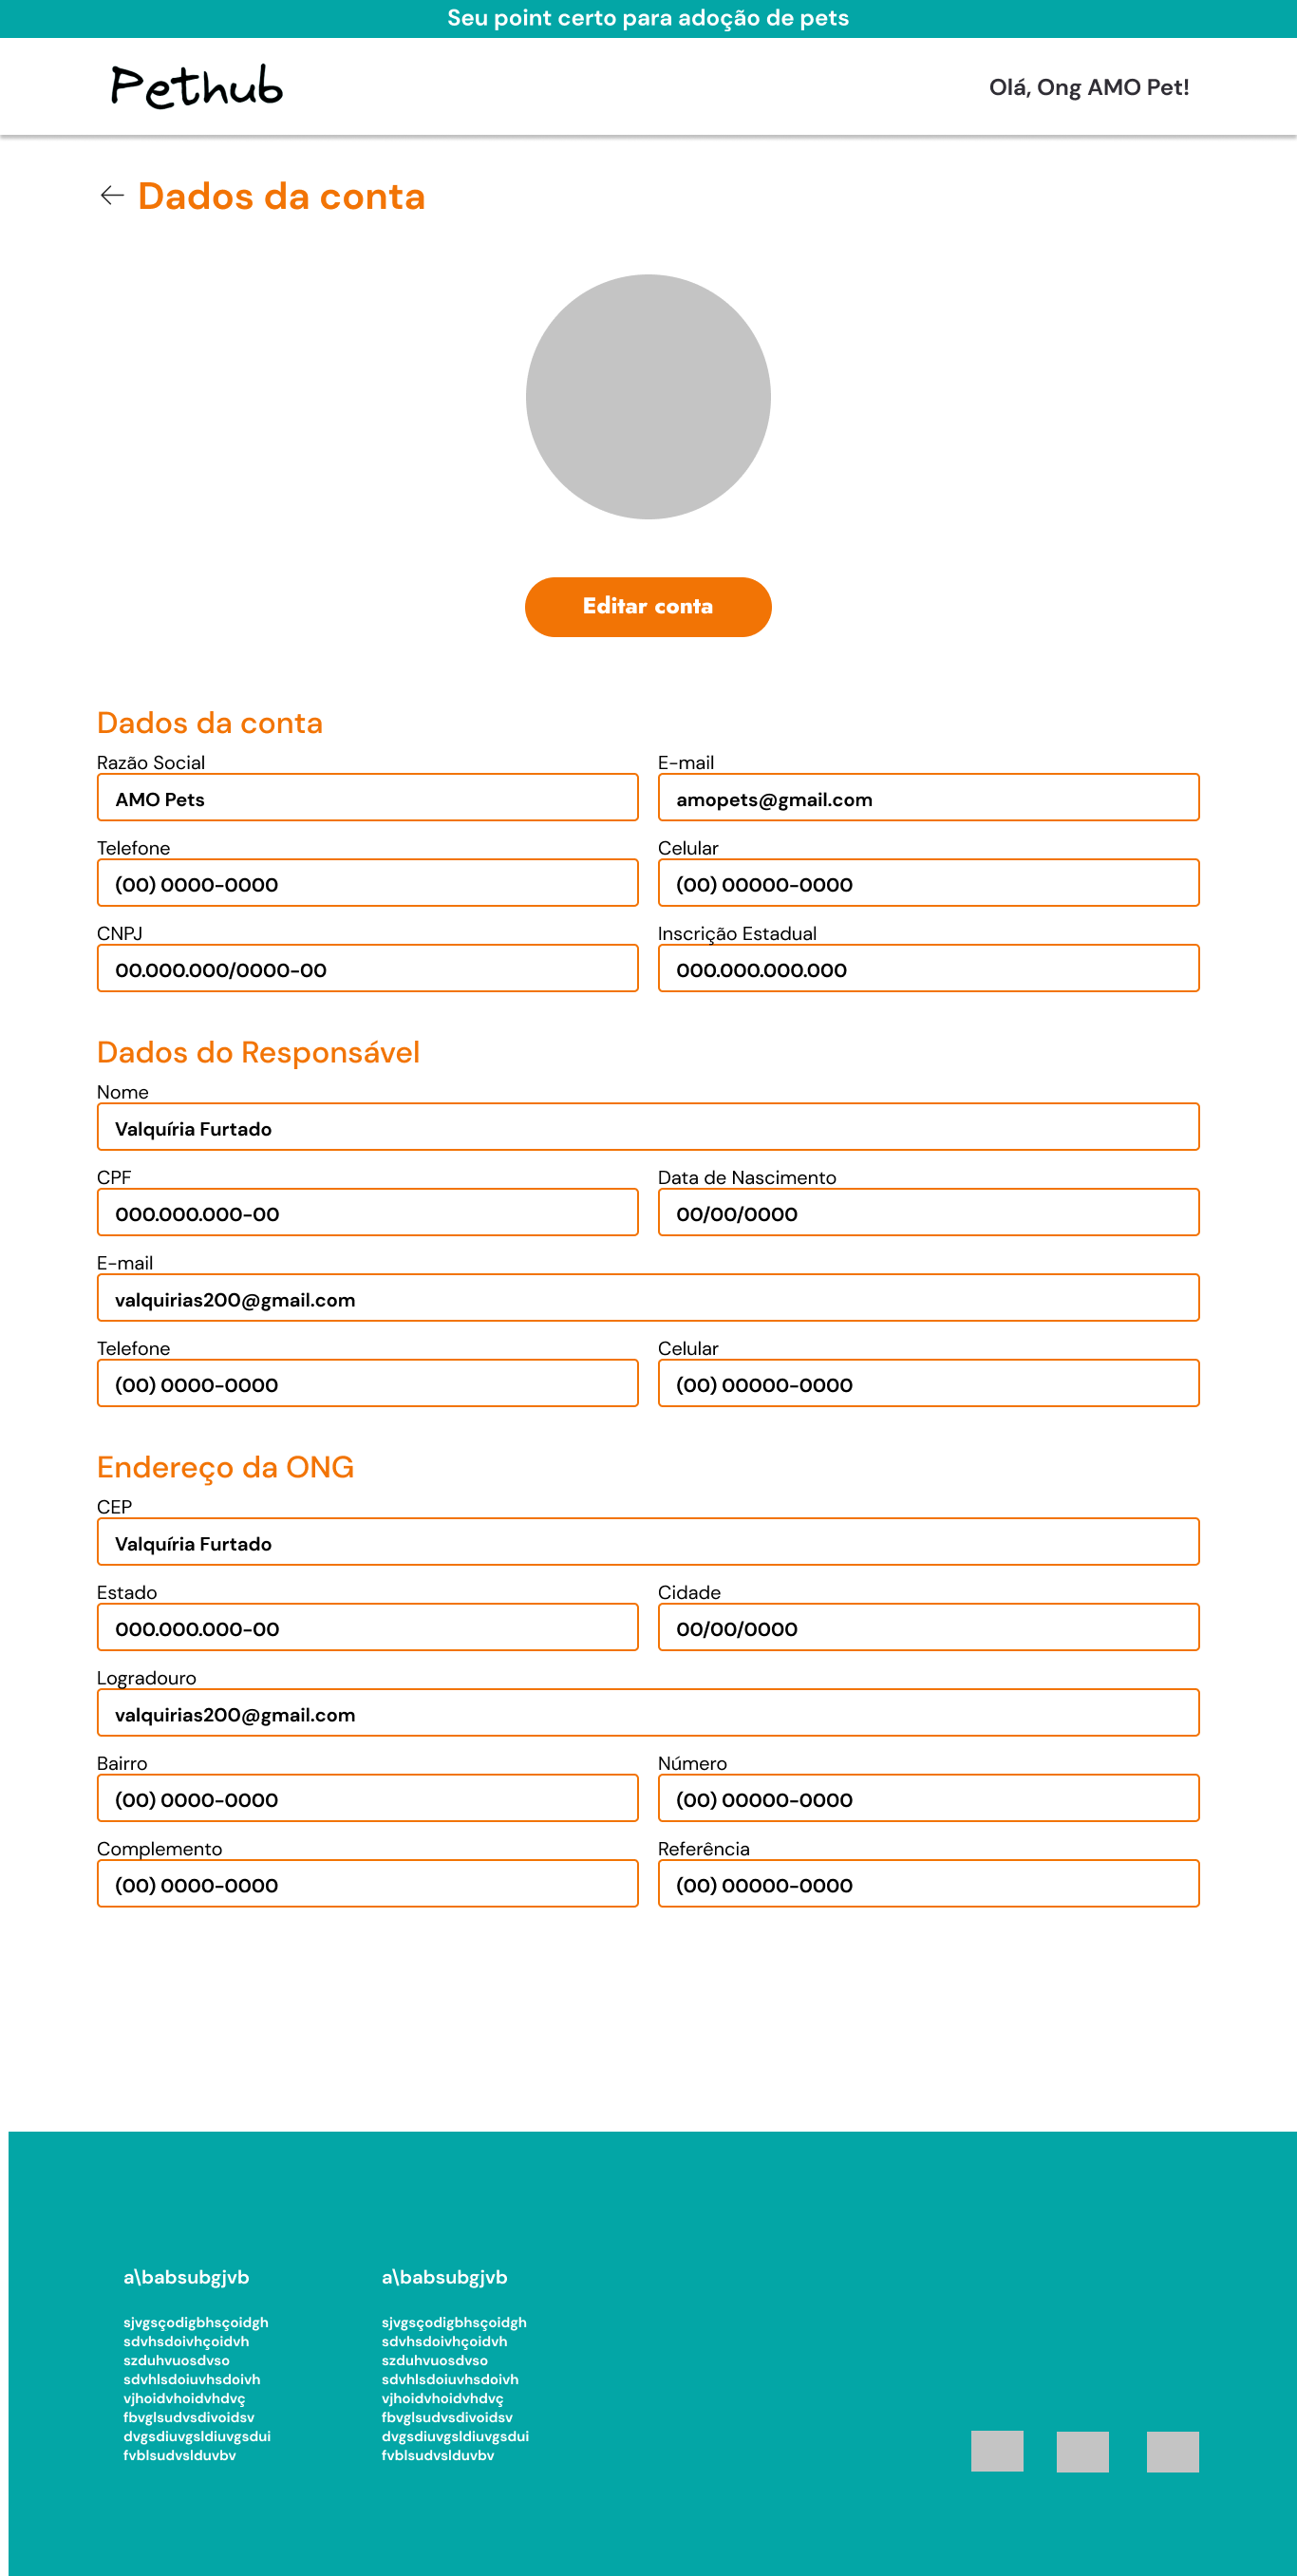 Seu point certo para adoção de pets
Pethub
Olá, Ong AMO Pet!
Dados da conta
Editar conta
Dados da conta
Razão Social
E-mail
AMO Pets
amopets@gmail.com
Telefone
Celular
(00) 0000-0000
(00) 00000-0000
CNPJ
Inscrição Estadual
00.000.000/0000-00
000.000.000.000
Dados do Responsável
Nome
Valquíria Furtado
CPF
Data de Nascimento
000.000.000-00
00/00/0000
E-mail
valquirias200@gmail.com
Telefone
Celular
(00) 0000-0000
(00) 00000-0000
Endereço da ONG
CEP
Valquíria Furtado
Estado
Cidade
000.000.000-00
00/00/0000
Logradouro
valquirias200@gmail.com
Bairro
Número
(00) 0000-0000
(00) 00000-0000
Complemento
Referência
(00) 0000-0000
(00) 00000-0000
a\babsubgjvb
sjvgsçodigbhsçoidgh
sdvhsdoivhçoidvh
szduhvuosdvso
sdvhlsdoiuvhsdoivh
vjhoidvhoidvhdvç
fbvglsudvsdivoidsv
dvgsdiuvgsldiuvgsdui
fvblsudvslduvbv
a\babsubgjvb
sjvgsçodigbhsçoidgh
sdvhsdoivhçoidvh
szduhvuosdvso
sdvhlsdoiuvhsdoivh
vjhoidvhoidvhdvç
fbvglsudvsdivoidsv
dvgsdiuvgsldiuvgsdui
fvblsudvslduvbv